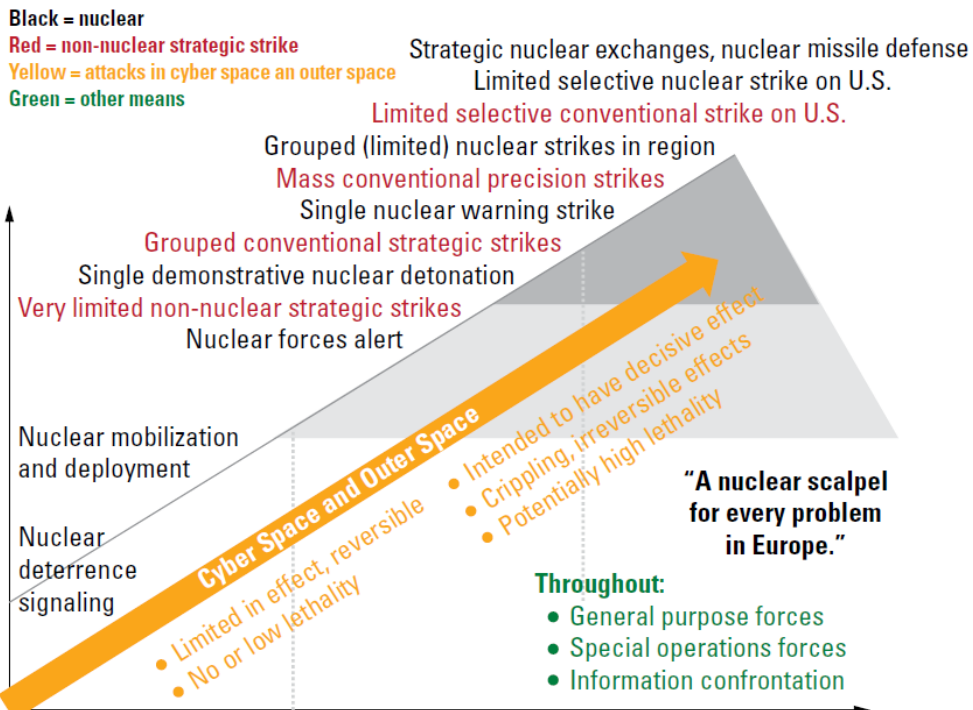 Black = nuclear
Red = non-nuclear strategic strike
Yellow = attacks in cyber space an outer space
Green = other means
Strategic nuclear exchanges, nuclear missile defense
Limited selective nuclear strike on U.S.
Limited selective conventional strike on U.S.
Grouped (limited) nuclear strikes in region
Mass conventional precision strikes
Single nuclear warning strike
Grouped conventional strategic strikes
Single demonstrative nuclear detonation
Very limited non-nuclear strategic strikes
Nuclear forces alert
Nuclear mobilization
and deployment
Nuclear
deterrence
signaling
Cyber Space and Outer Space
• Limited in effect, reversible
• No or low lethality
• Intended to have decisive effect
• Crippling, irreversible effects
• Potentially high lethality
“A nuclear scalpel
for every problem
in Europe.”
Throughout:
• General purpose forces
• Special operations forces
• Information confrontation